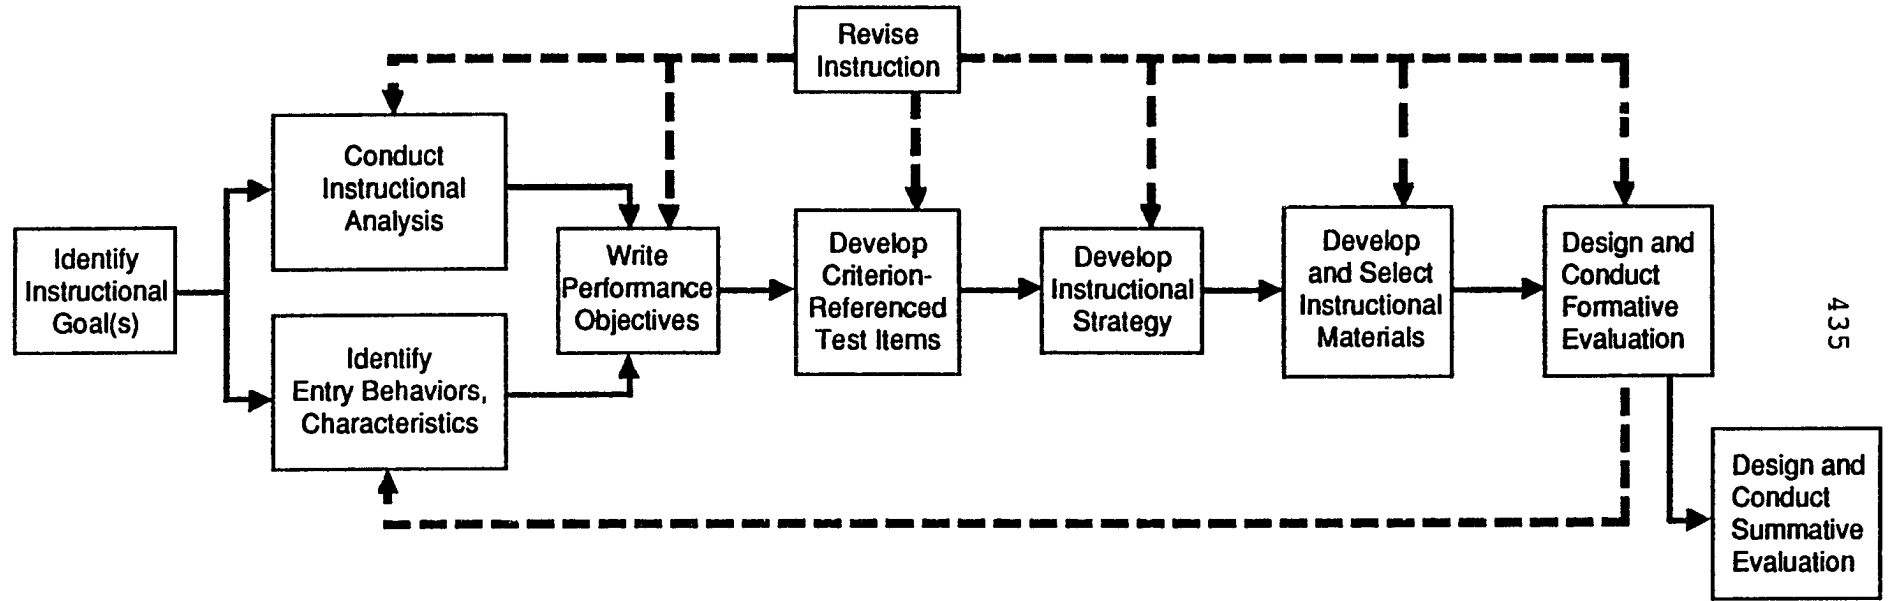 Revise
Instruction
Conduct
Instructional
Analysis
Identify
Instructional
Goal(s)
Identify
Entry Behaviors,
Characteristics
Write
Performance
Objectives
Develop
Criterion-
Referenced
Test Items
Develop
Instructional
Strategy
Develop
and Select
Instructional
Materials
Design and
Conduct
Formative
Evaluation
Design and
Conduct
Summative
Evaluation
435